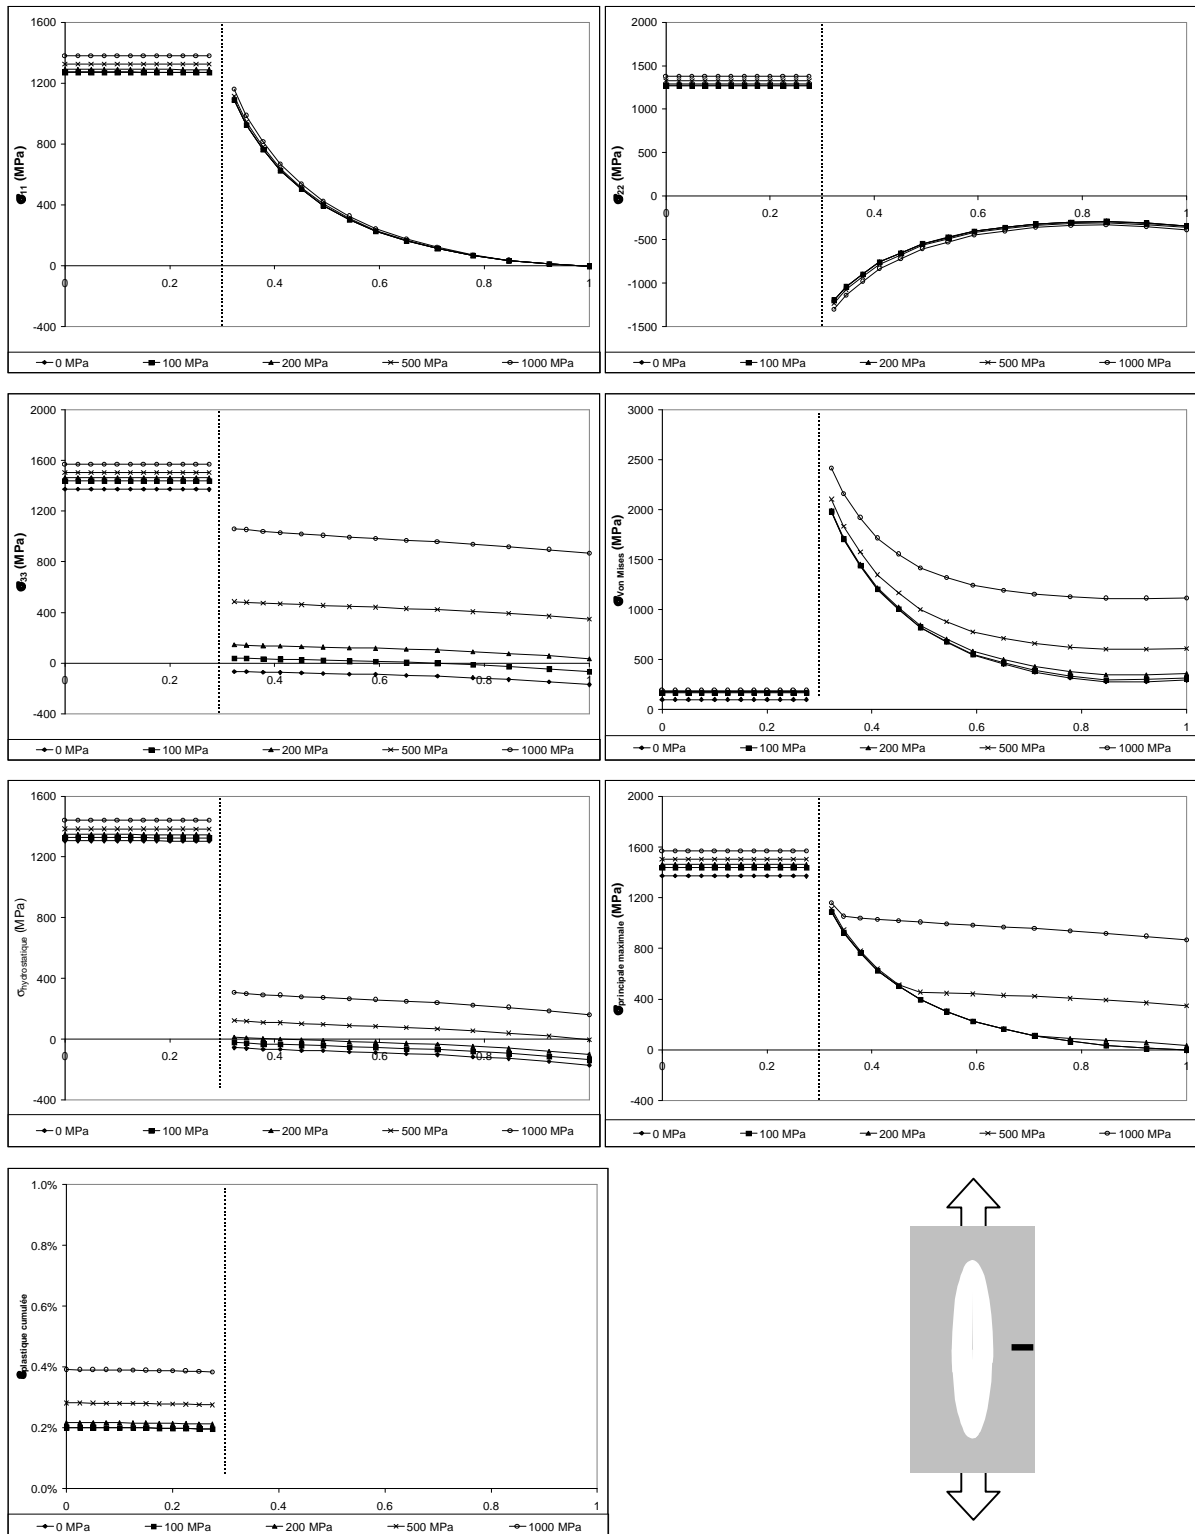 1600
1200
800
400
0
-400
σ11 (MPa)
0 0.2 0.4 0.6 0.8 1
0 MPa 100 MPa 200 MPa 500 MPa 1000 MPa
2000
1500
1000
500
0
-500
-1000
-1500
σ22 (MPa)
0 0.2 0.4 0.6 0.8 1
0 MPa 100 MPa 200 MPa 500 MPa 1000 MPa
2000
1600
1200
800
400
0
-400
σ33 (MPa)
0 0.2 0.4 0.6 0.8 1
0 MPa 100 MPa 200 MPa 500 MPa 1000 MPa
3000
2500
2000
1500
1000
500
0
σVon Mises (MPa)
0 0.2 0.4 0.6 0.8 1
0 MPa 100 MPa 200 MPa 500 MPa 1000 MPa
1600
1200
800
400
0
-400
σhydrostatique (MPa)
0 0.2 0.4 0.6 0.8 1
0 MPa 100 MPa 200 MPa 500 MPa 1000 MPa
2000
1600
1200
800
400
0
-400
σprincipale maximale (MPa)
0 0.2 0.4 0.6 0.8 1
0 MPa 100 MPa 200 MPa 500 MPa 1000 MPa
1.0%
0.8%
0.6%
0.4%
0.2%
0.0%
plastique cumulée
0 0.2 0.4 0.6 0.8 1
0 MPa 100 MPa 200 MPa 500 MPa 1000 MPa